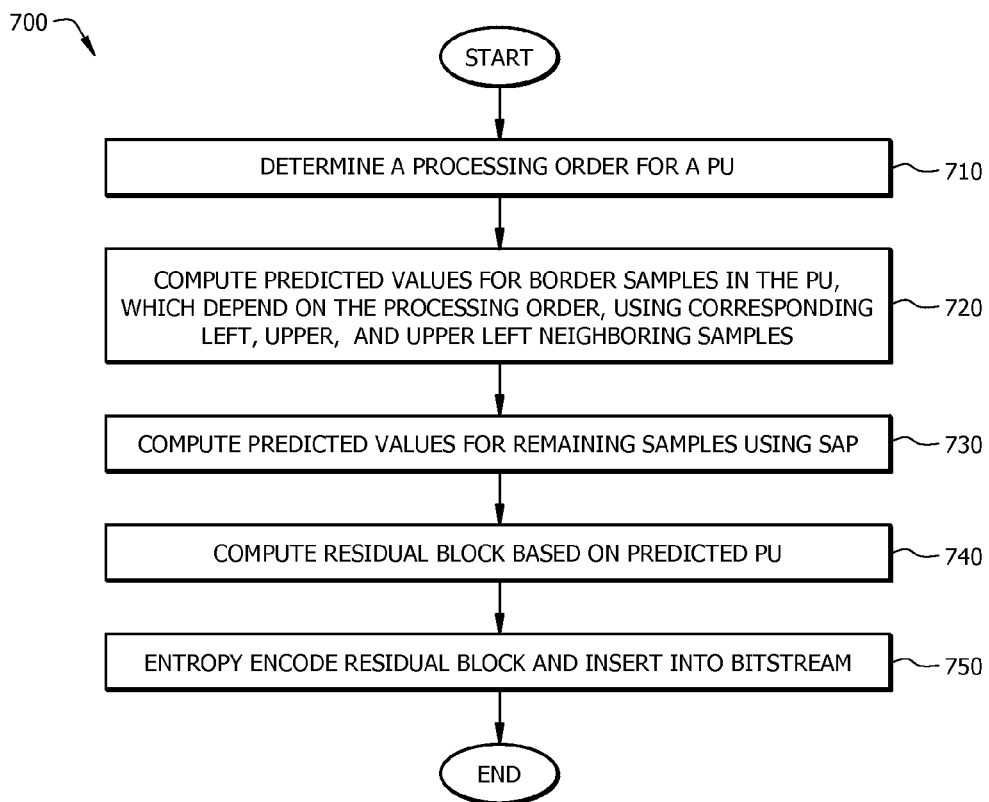 700
START
DETERMINE A PROCESSING ORDER FOR A PU
710
COMPUTE PREDICTED VALUES FOR BORDER SAMPLES IN THE PU,
WHICH DEPEND ON THE PROCESSING ORDER, USING CORRESPONDING
LEFT, UPPER, AND UPPER LEFT NEIGHBORING SAMPLES
720
COMPUTE PREDICTED VALUES FOR REMAINING SAMPLES USING SAP
730
COMPUTE RESIDUAL BLOCK BASED ON PREDICTED PU
740
ENTROPY ENCODE RESIDUAL BLOCK AND INSERT INTO BITSTREAM
750
END